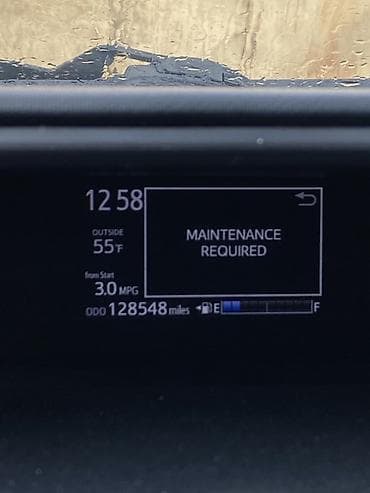 12 58
OUTSIDE
55°F
from Start
3.0 MPG
ODO 128548 miles
MAINTENANCE
REQUIRED
E F